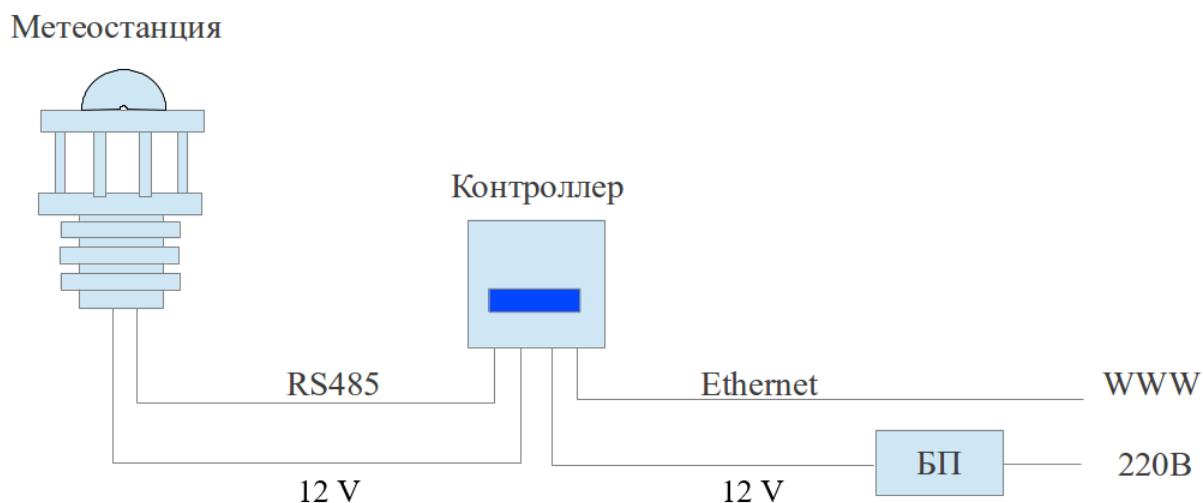 Метеостанция
Контроллер
RS485
Ethernet
WWW
БП
220В
12 V
12 V